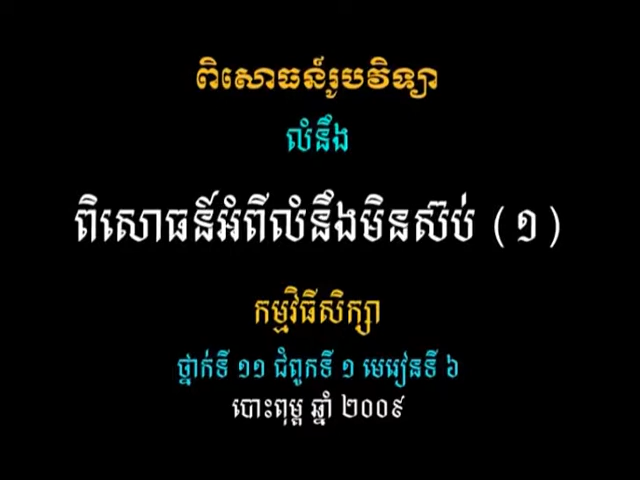 ពិសោធន៍រូបវិទ្យា
លំនឹង
ពិសោធន៍អំពីលំនឹងមិនស៊ប់ (១)
កម្មវិធីសិក្សា
ថ្នាក់ទី ១១ ជំពូកទី ១ មេរៀនទី ៦
បោះពុម្ព ឆ្នាំ ២០០៩